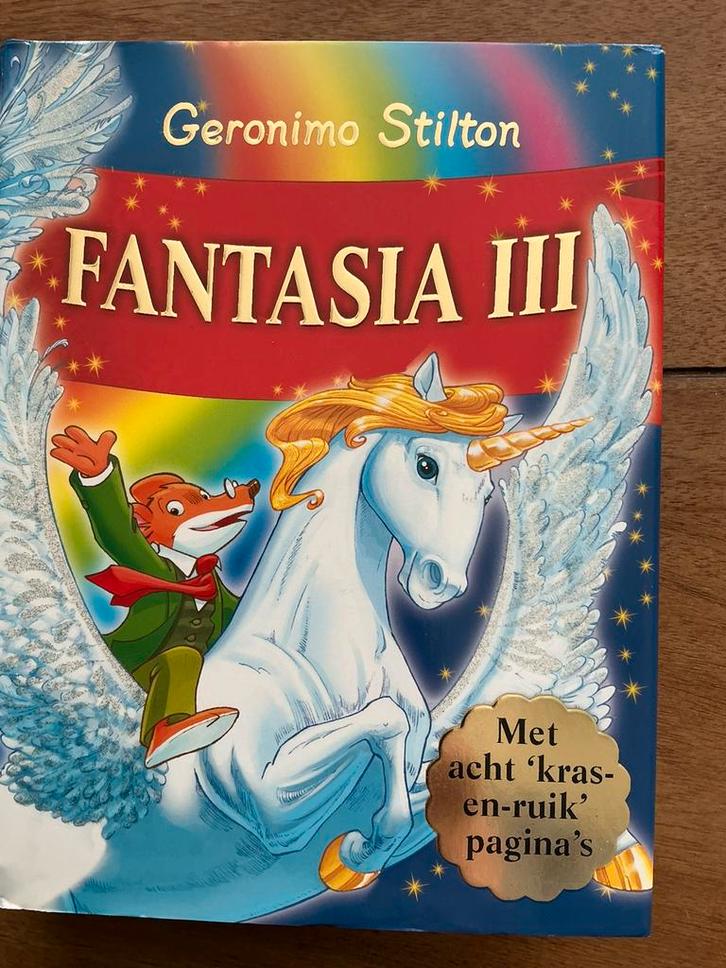 Geronimo Stilton
FANTASIA III
Met
acht ‘kras-
en-ruik’
pagina’s